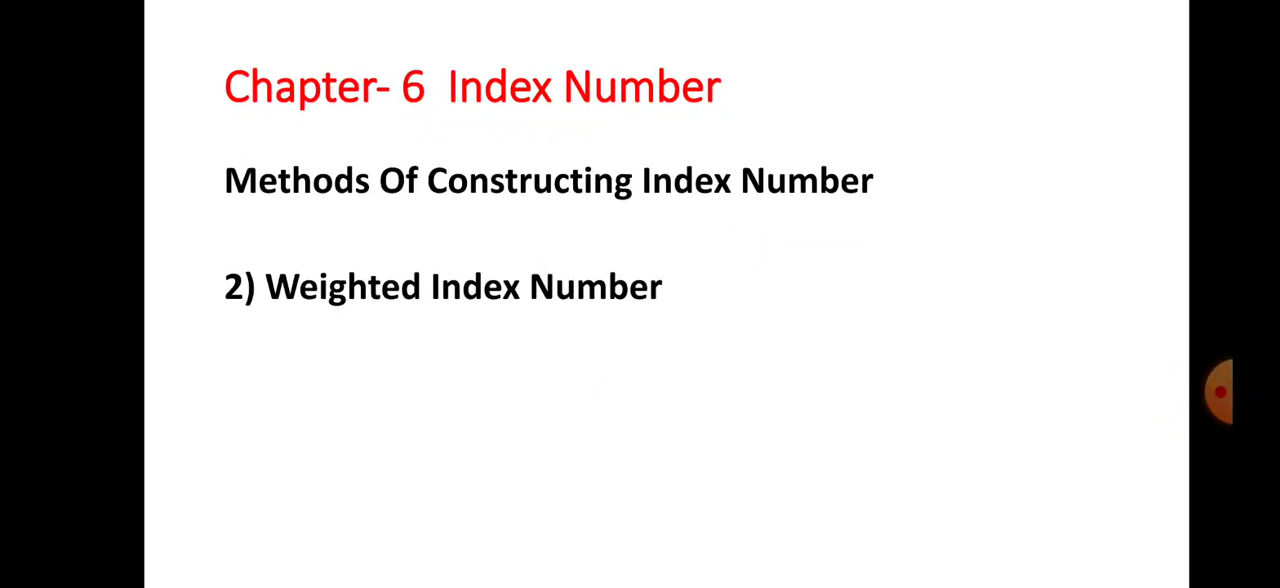 Chapter- 6 Index Number
Methods Of Constructing Index Number
2) Weighted Index Number